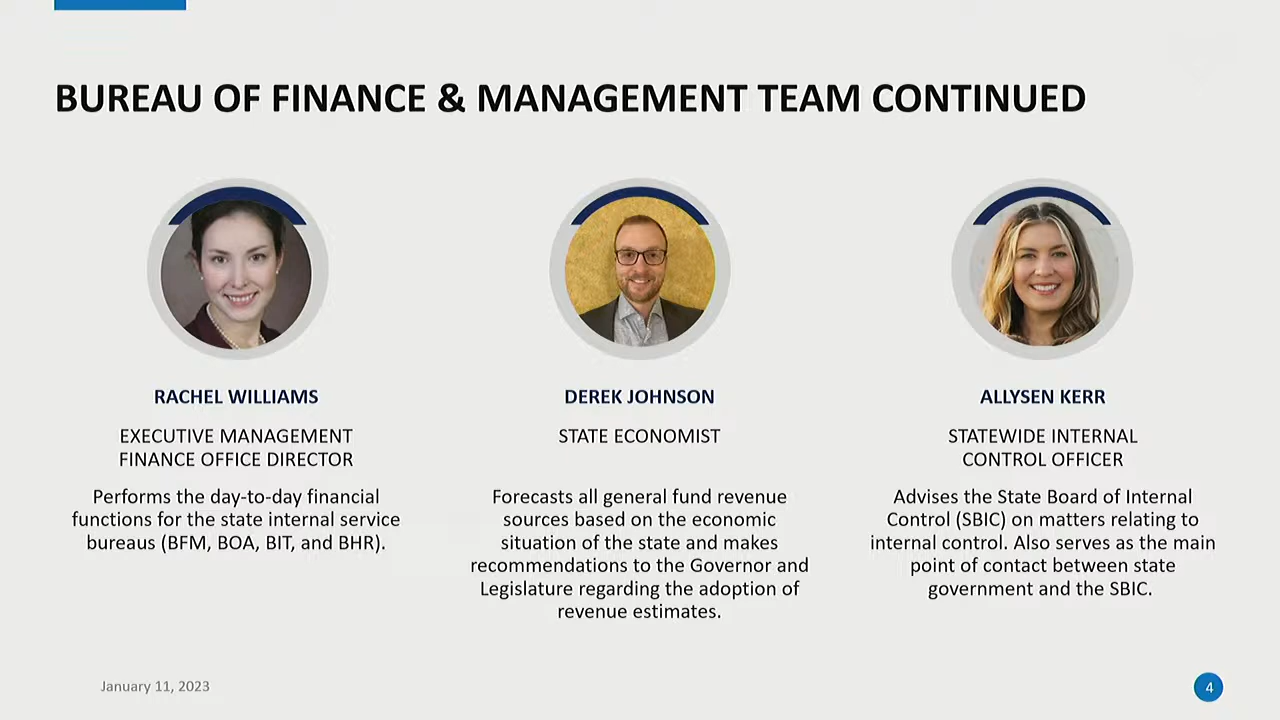 BUREAU OF FINANCE & MANAGEMENT TEAM CONTINUED
RACHEL WILLIAMS
EXECUTIVE MANAGEMENT
FINANCE OFFICE DIRECTOR
Performs the day-to-day financial
functions for the state internal service
bureaus (BFM, BOA, BIT, and BHR).
DEREK JOHNSON
STATE ECONOMIST
Forecasts all general fund revenue
sources based on the economic
situation of the state and makes
recommendations to the Governor and
Legislature regarding the adoption of
revenue estimates.
ALLYSEN KERR
STATEWIDE INTERNAL
CONTROL OFFICER
Advises the State Board of Internal
Control (SBIC) on matters relating to
internal control. Also serves as the main
point of contact between state
government and the SBIC.
January 11, 2023
4